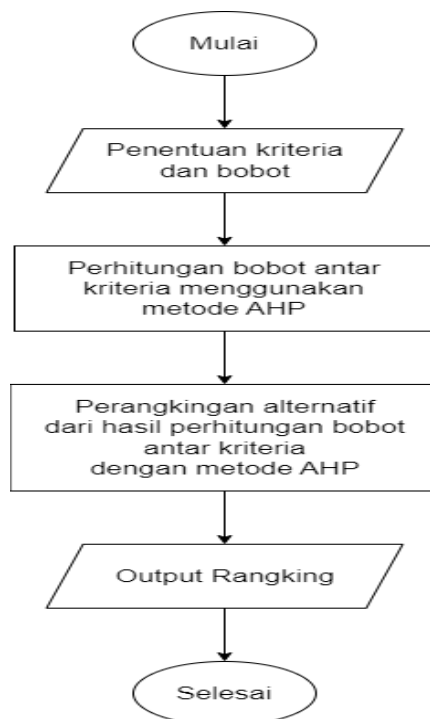 Mulai
Penentuan kriteria
dan bobot
Perhitungan bobot antar
kriteria menggunakan
metode AHP
Perangkingan alternatif
dari hasil perhitungan bobot
antar kriteria
dengan metode AHP
Output Rangking
Selesai